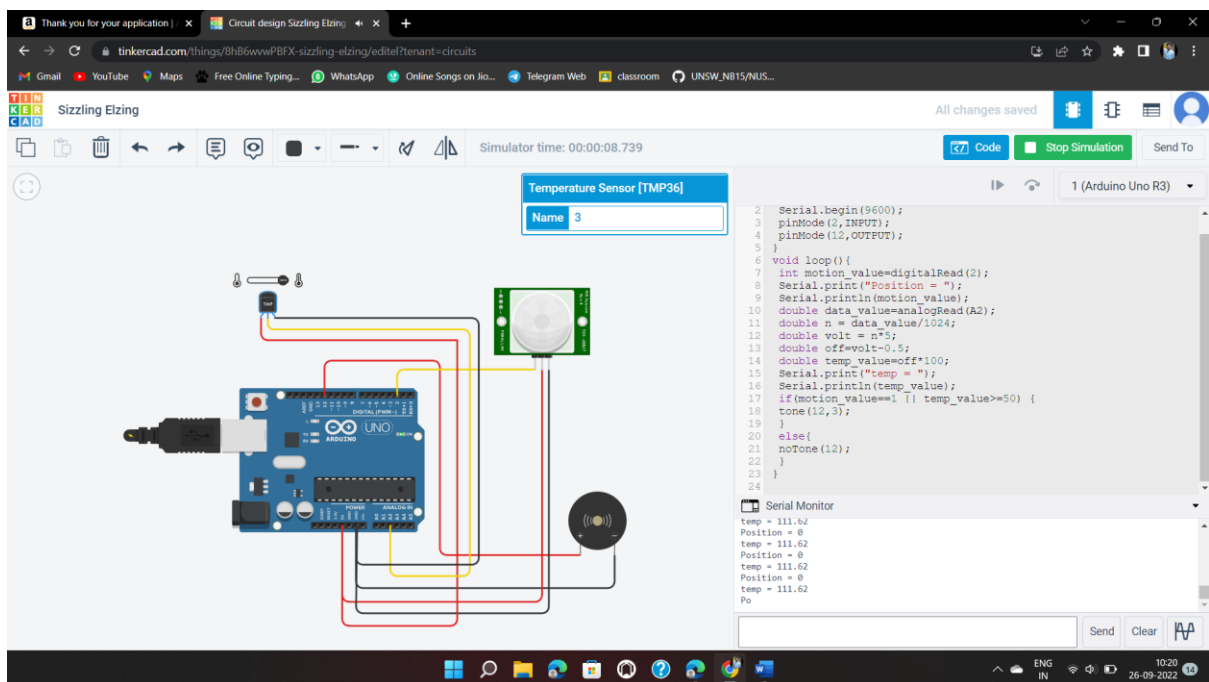 Thank you for your application | A
Circuit design Sizzling Elzing
tinkercad.com/things/8hB6wvwPBFX-sizzling-elzing/editel?tenant=circuits
Gmail YouTube Maps Free Online Typing... WhatsApp Online Songs on Jio... Telegram Web classroom UNSW_NB15/NUS...
TIN
KER
CAD
Sizzling Elzing
All changes saved
Simulator time: 00:00:08.739
Code
Stop Simulation
Send To
1 (Arduino Uno R3)
Temperature Sensor [TMP36]
Name 3
TMP
DIGITAL (PWM~)
UNO
ARDUINO
POWER ANALOG IN
2 Serial.begin(9600);
3 pinMode(2,INPUT);
4 pinMode(12,OUTPUT);
5 }
6 void loop(){
7 int motion_value=digitalRead(2);
8 Serial.print("Position = ");
9 Serial.println(motion_value);
10 double data_value=analogRead(A2);
11 double n = data_value/1024;
12 double volt = n*5;
13 double off=volt-0.5;
14 double temp_value=off*100;
15 Serial.print("temp = ");
16 Serial.println(temp_value);
17 if(motion_value==1 || temp_value>=50) {
18 tone(12,3);
19 }
20 else{
21 noTone(12);
22 }
23 }
24
Serial Monitor
temp = 111.62
Position = 0
temp = 111.62
Position = 0
temp = 111.62
Position = 0
temp = 111.62
Po
Send Clear
ENG
IN
10:20
26-09-2022
14